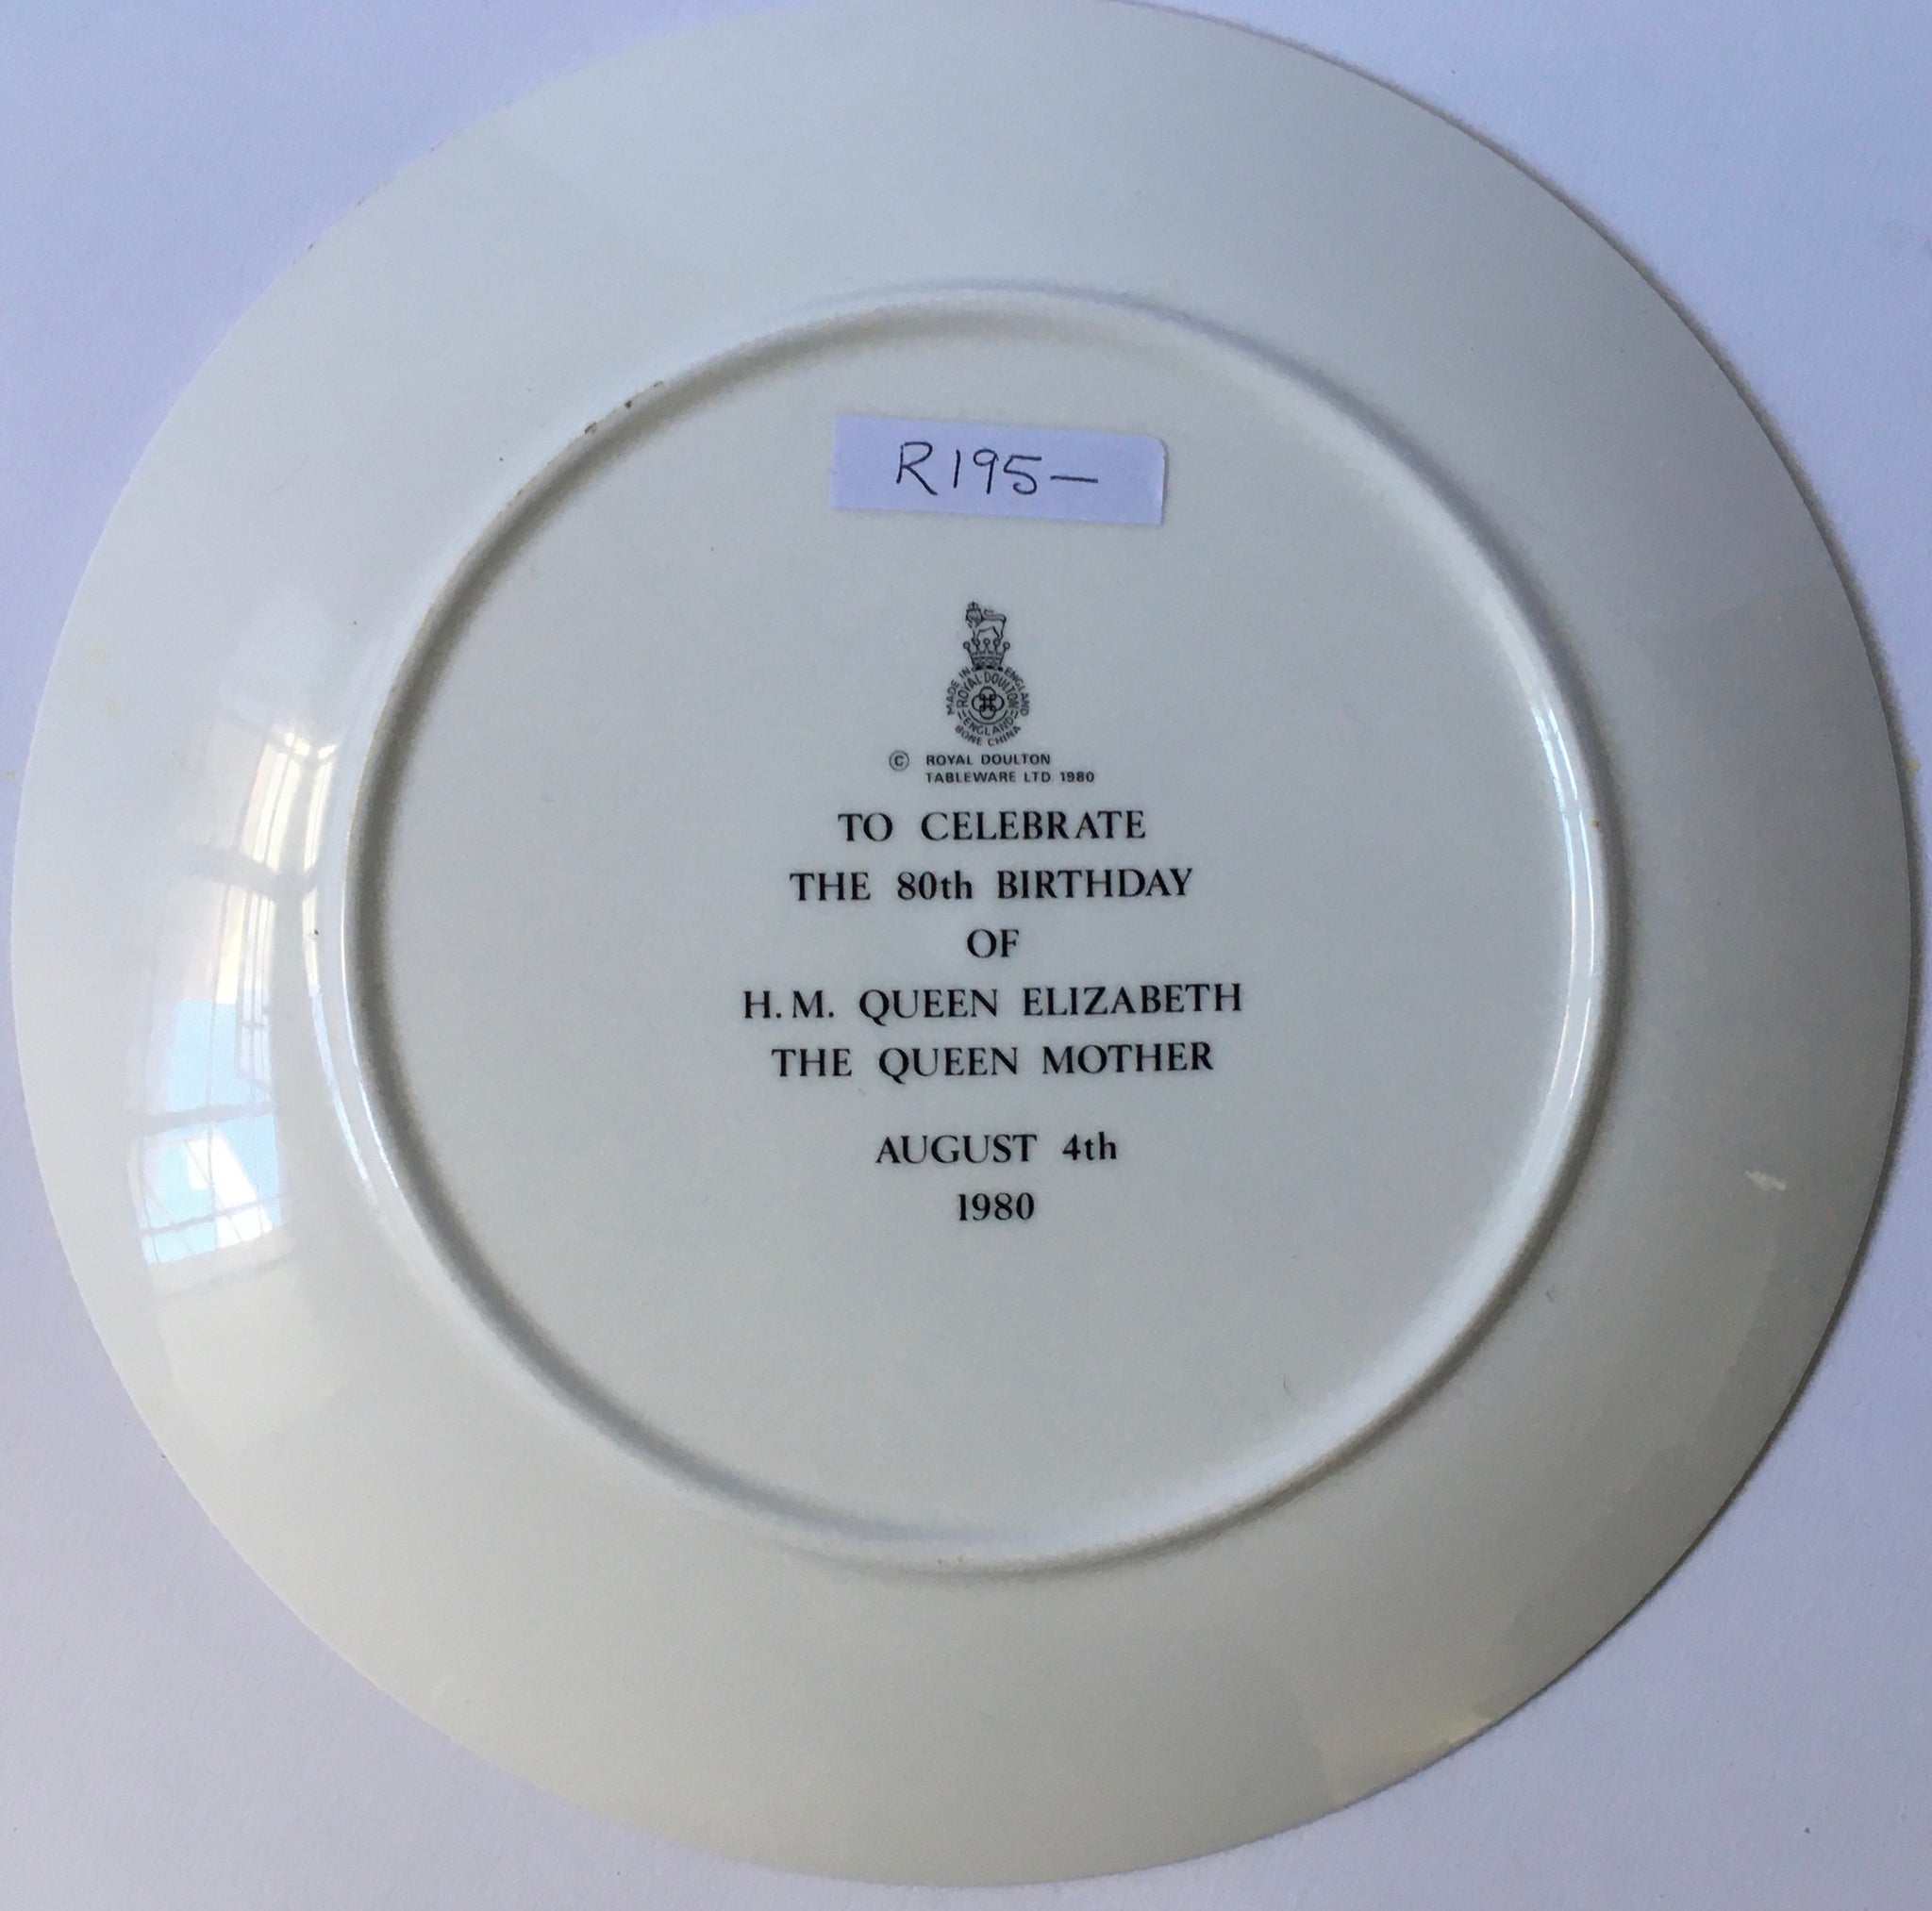 R195—
MADE IN ENGLAND
ROYAL DOULTON
ENGLAND
BONE CHINA
© ROYAL DOULTON
TABLEWARE LTD 1980
TO CELEBRATE
THE 80th BIRTHDAY
OF
H.M. QUEEN ELIZABETH
THE QUEEN MOTHER
AUGUST 4th
1980